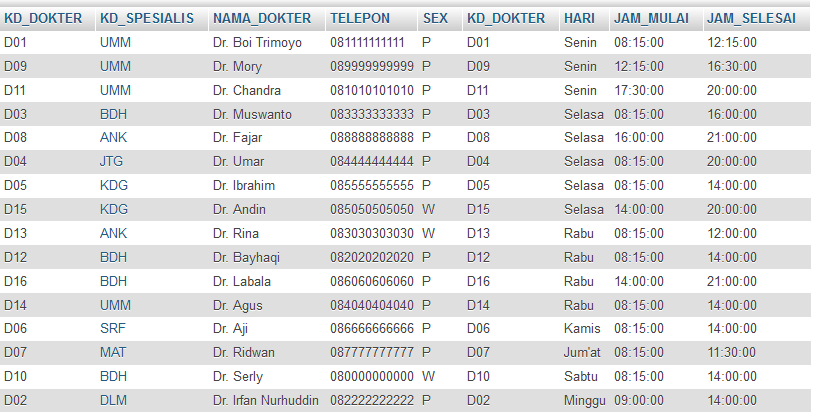 KD_DOKTER KD_SPESIALIS NAMA_DOKTER TELEPON SEX KD_DOKTER HARI JAM_MULAI JAM_SELESAI
D01 UMM Dr. Boi Trimoyo 081111111111 P D01 Senin 08:15:00 12:15:00
D09 UMM Dr. Mory 089999999999 P D09 Senin 12:15:00 16:30:00
D11 UMM Dr. Chandra 081010101010 P D11 Senin 17:30:00 20:00:00
D03 BDH Dr. Muswanto 083333333333 P D03 Selasa 08:15:00 16:00:00
D08 ANK Dr. Fajar 088888888888 P D08 Selasa 16:00:00 21:00:00
D04 JTG Dr. Umar 084444444444 P D04 Selasa 08:15:00 20:00:00
D05 KDG Dr. Ibrahim 085555555555 P D05 Selasa 08:15:00 14:00:00
D15 KDG Dr. Andin 085050505050 W D15 Selasa 14:00:00 20:00:00
D13 ANK Dr. Rina 083030303030 W D13 Rabu 08:15:00 12:00:00
D12 BDH Dr. Bayhaqi 082020202020 P D12 Rabu 08:15:00 14:00:00
D16 BDH Dr. Labala 086060606060 P D16 Rabu 14:00:00 21:00:00
D14 UMM Dr. Agus 084040404040 P D14 Rabu 08:15:00 14:00:00
D06 SRF Dr. Aji 086666666666 P D06 Kamis 08:15:00 14:00:00
D07 MAT Dr. Ridwan 087777777777 P D07 Jum'at 08:15:00 11:30:00
D10 BDH Dr. Serly 080000000000 W D10 Sabtu 08:15:00 14:00:00
D02 DLM Dr. Irfan Nurhuddin 082222222222 P D02 Minggu 09:00:00 14:00:00